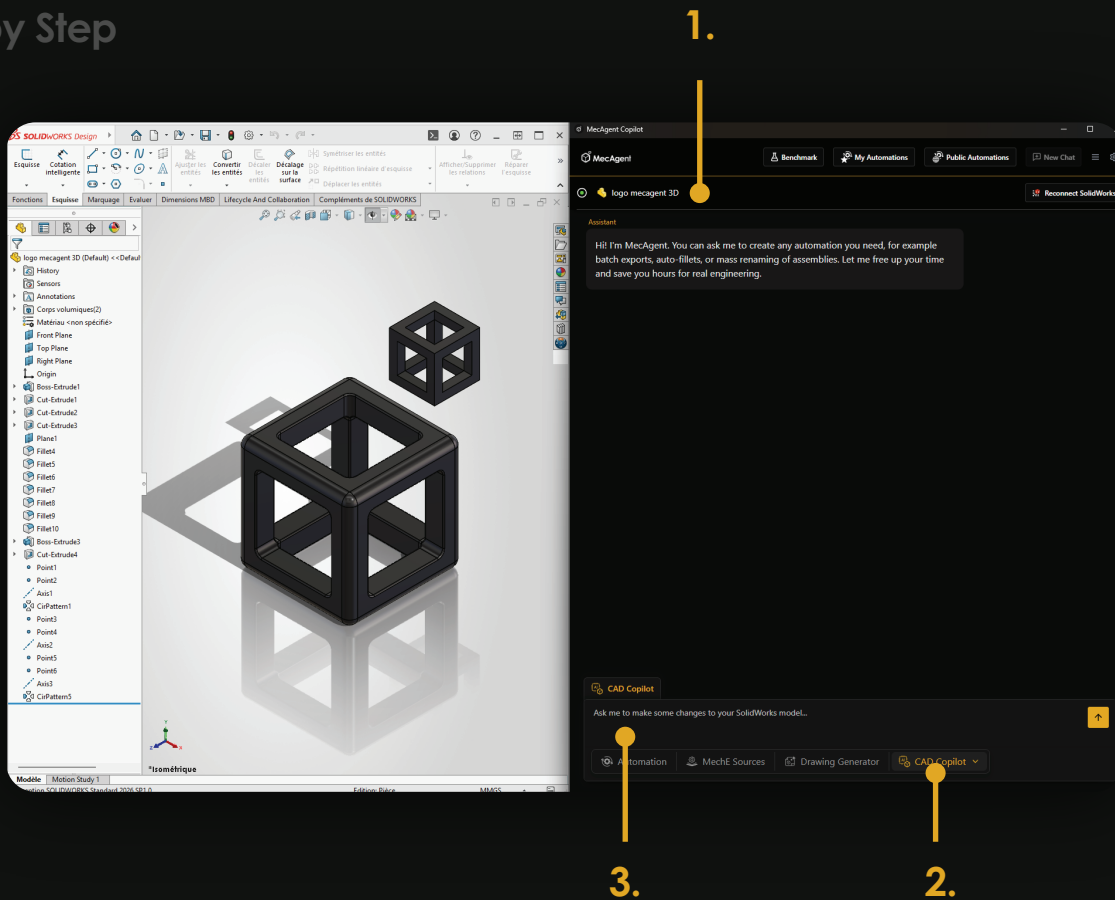 by Step
1.
SOLIDWORKS Design
Esquisse
Cotation intelligente
Ajuster les entités
Convertir les entités
Décaler les entités
Décalage sur la surface
Symétriser les entités
Répétition linéaire d'esquisse
Déplacer les entités
Afficher/Supprimer les relations
Réparer l'esquisse
Fonctions Esquisse Marquage Evaluer Dimensions MBD Lifecycle And Collaboration Compléments de SOLIDWORKS
logo mecagent 3D (Default) <<Defaul
History
Sensors
Annotations
Corps volumiques(2)
Matériau <non spécifié>
Front Plane
Top Plane
Right Plane
Origin
Boss-Extrude1
Cut-Extrude1
Cut-Extrude2
Cut-Extrude3
Plane1
Fillet4
Fillet5
Fillet6
Fillet7
Fillet8
Fillet9
Fillet10
Boss-Extrude3
Cut-Extrude4
Point1
Point2
Axis1
CirPattern1
Point3
Point4
Axis2
Point5
Point6
Axis3
CirPattern5
*Isométrique
Modèle Motion Study 1
SOLIDWORKS Standard 2026 SP1.0 Edition: Pièce MMGS
MecAgent Copilot
MecAgent
Benchmark My Automations Public Automations New Chat
logo mecagent 3D
Reconnect SolidWorks
Assistant
Hi! I'm MecAgent. You can ask me to create any automation you need, for example
batch exports, auto-fillets, or mass renaming of assemblies. Let me free up your time
and save you hours for real engineering.
CAD Copilot
Ask me to make some changes to your SolidWorks model...
Automation MechE Sources Drawing Generator CAD Copilot
3.
2.